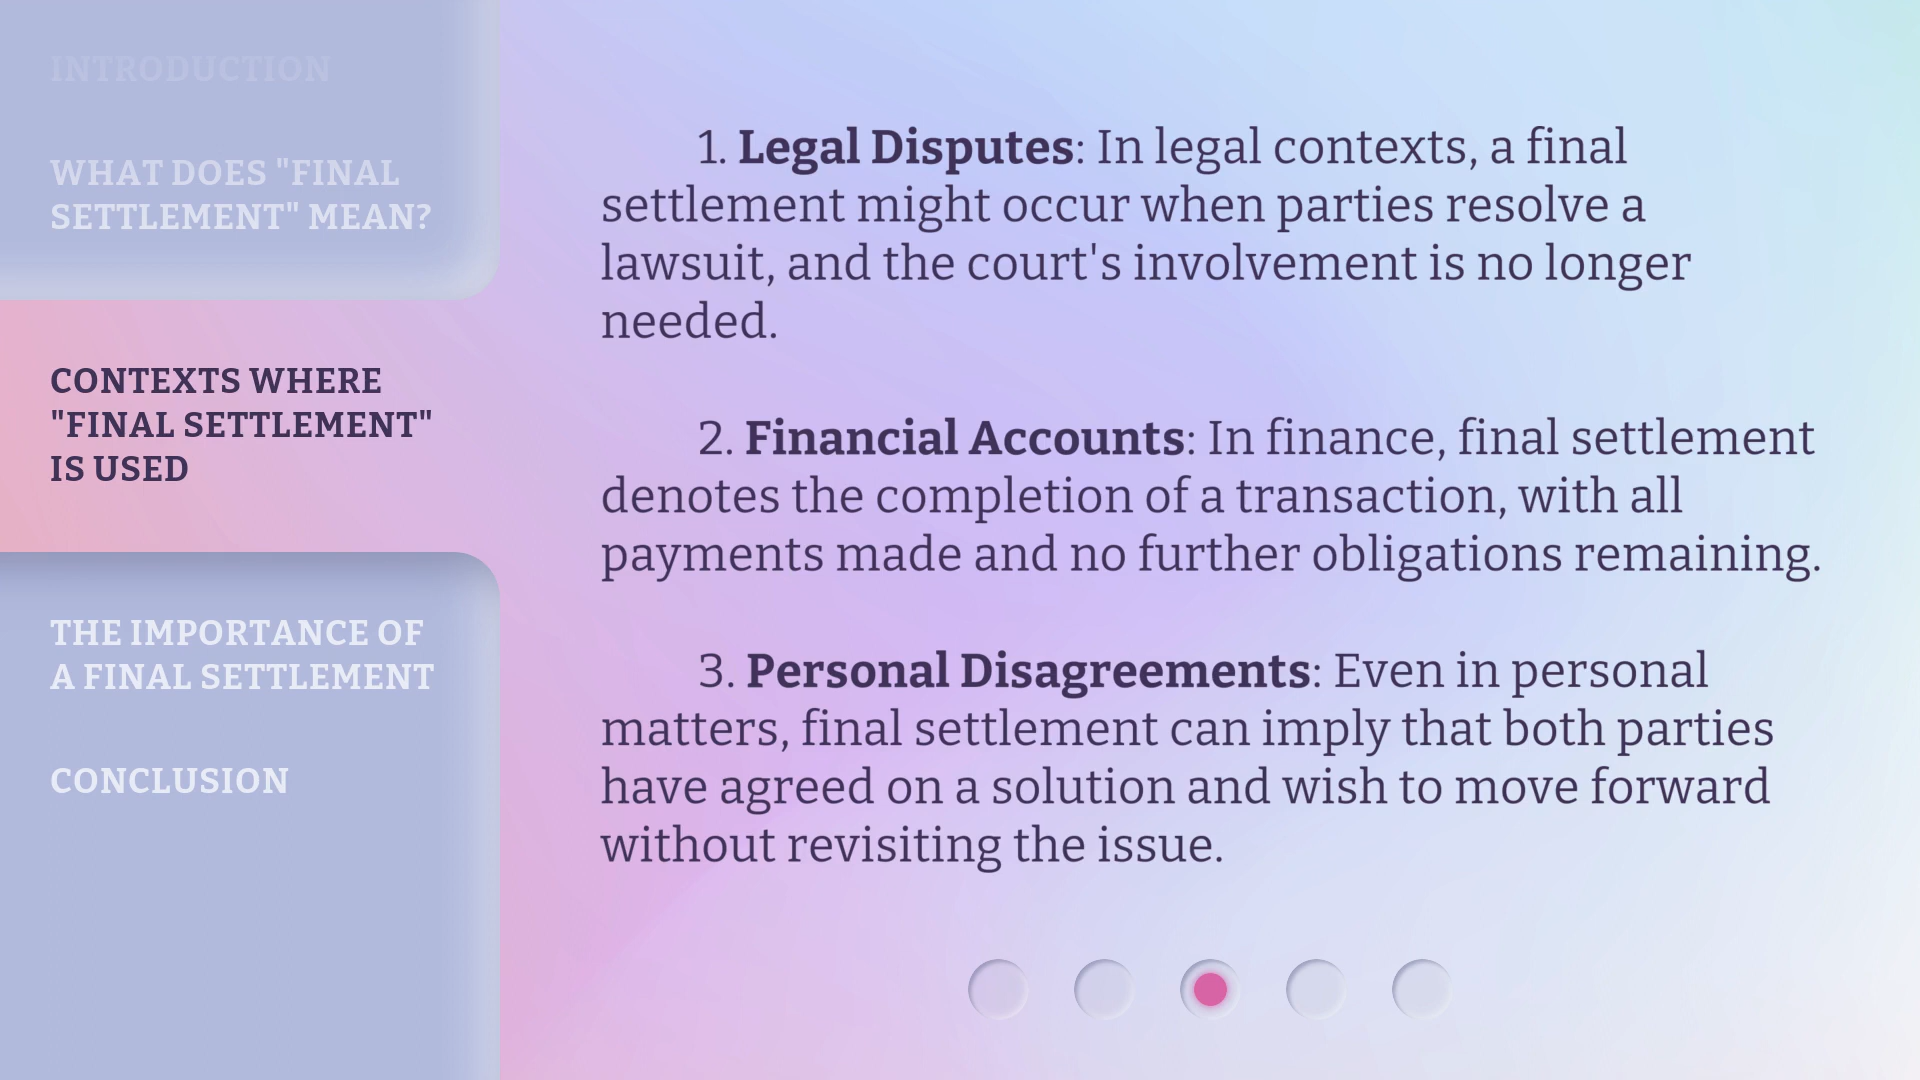 INTRODUCTION
WHAT DOES "FINAL
SETTLEMENT" MEAN?
CONTEXTS WHERE
"FINAL SETTLEMENT"
IS USED
THE IMPORTANCE OF
A FINAL SETTLEMENT
CONCLUSION
1. Legal Disputes: In legal contexts, a final
settlement might occur when parties resolve a
lawsuit, and the court's involvement is no longer
needed.
2. Financial Accounts: In finance, final settlement
denotes the completion of a transaction, with all
payments made and no further obligations remaining.
3. Personal Disagreements: Even in personal
matters, final settlement can imply that both parties
have agreed on a solution and wish to move forward
without revisiting the issue.